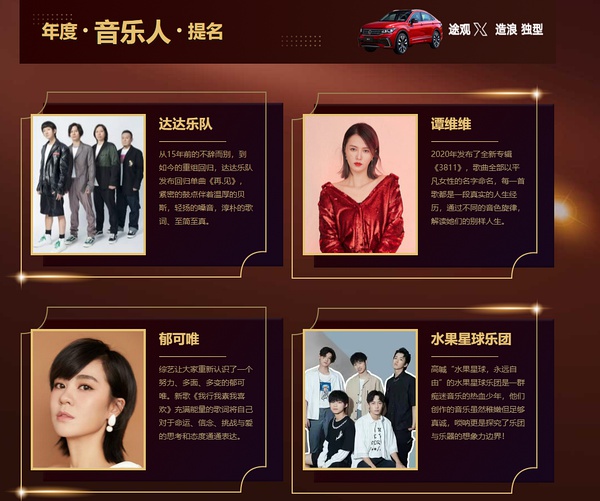 年度·音乐人·提名
途观X 造浪 独型
达达乐队
从15年前的不辞而别，到
如今的重组回归，达达乐队
发布回归单曲《再.见》，
紧密的鼓点伴着温厚的贝
斯，轻扬的嗓音，淳朴的歌
词、至简至真。
谭维维
2020年发布了全新专辑
《3811》，歌曲全部以平
凡女性的名字命名，每一首
歌都是一段真实的人生经
历，通过不同的音色旋律，
解读她们的别样人生。
郁可唯
综艺让大家重新认识了一个
努力、多面、多变的郁可
唯。新歌《我行我素我喜
欢》充满能量的歌词将自己
对于命运、信念、挑战与爱
的思考和态度通通表达。
水果星球乐团
高喊“水果星球，永远自
由”的水果星球乐团是一群
痴迷音乐的热血少年，他们
创作的音乐虽然稚嫩但足够
真诚，唢呐更是探究了乐团
与乐器的想象力边界！